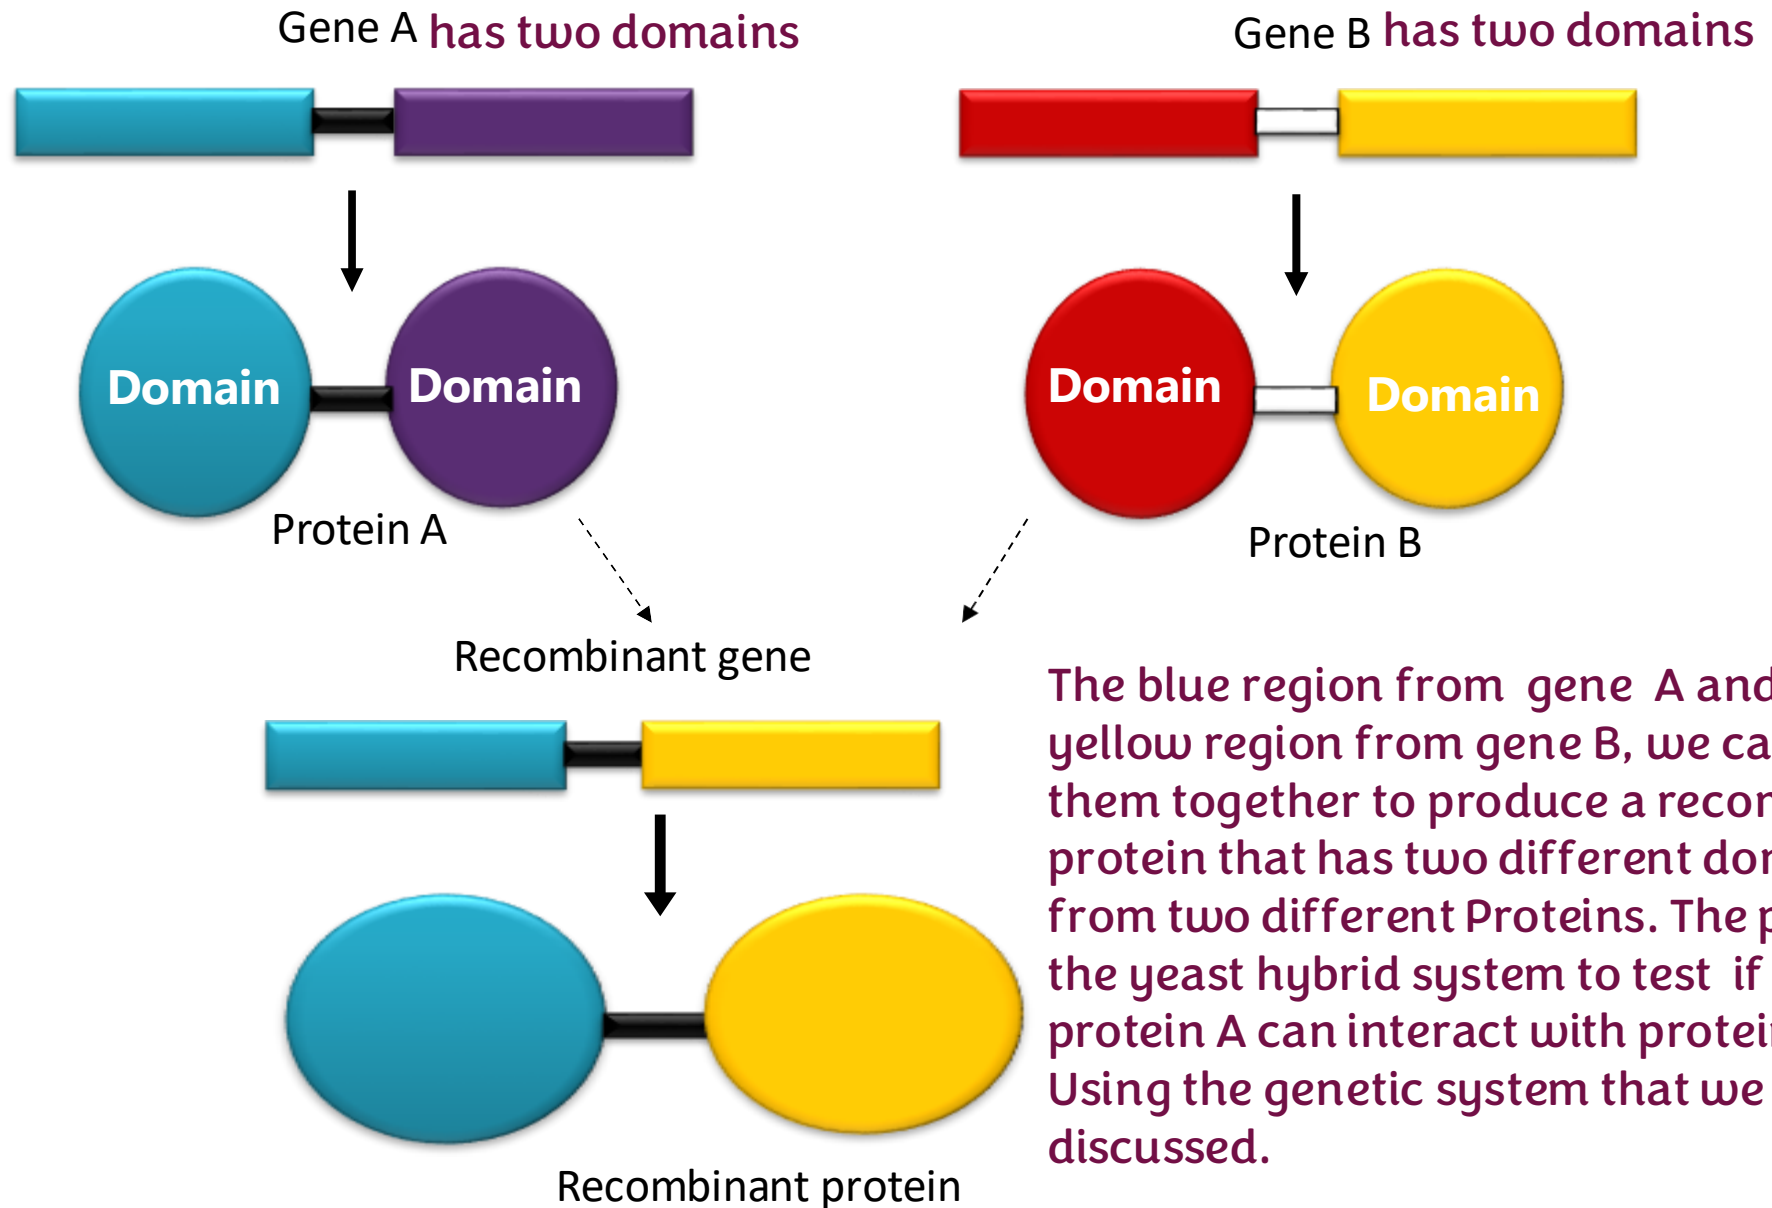 Gene A has two domains
Gene B has two domains
Domain
Domain
Domain
Domain
Protein A
Protein B
Recombinant gene
The blue region from gene A and
yellow region from gene B, we ca
them together to produce a recor
protein that has two different dor
from two different Proteins. The p
the yeast hybrid system to test if
protein A can interact with protein
Using the genetic system that we
discussed.
Recombinant protein